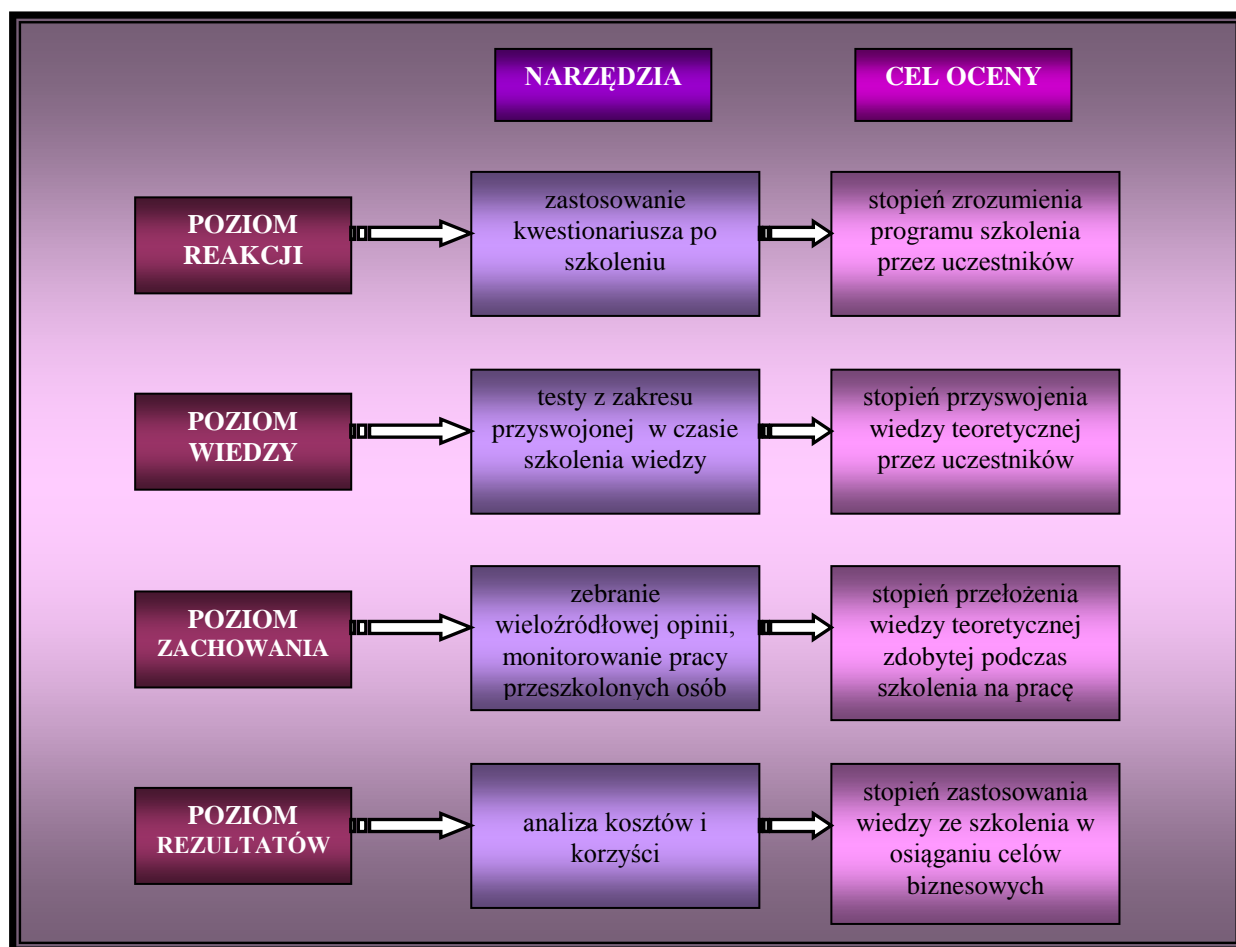 NARZĘDZIA
CEL OCENY
POZIOM
REAKCJI
zastosowanie
kwestionariusza po
szkoleniu
stopień zrozumienia
programu szkolenia
przez uczestników
POZIOM
WIEDZY
testy z zakresu
przyswojonej w czasie
szkolenia wiedzy
stopień przyswojenia
wiedzy teoretycznej
przez uczestników
POZIOM
ZACHOWANIA
zebranie
wieloźródłowej opinii,
monitorowanie pracy
przeszkolonych osób
stopień przełożenia
wiedzy teoretycznej
zdobytej podczas
szkolenia na pracę
POZIOM
REZULTATÓW
analiza kosztów i
korzyści
stopień zastosowania
wiedzy ze szkolenia w
osiąganiu celów
biznesowych